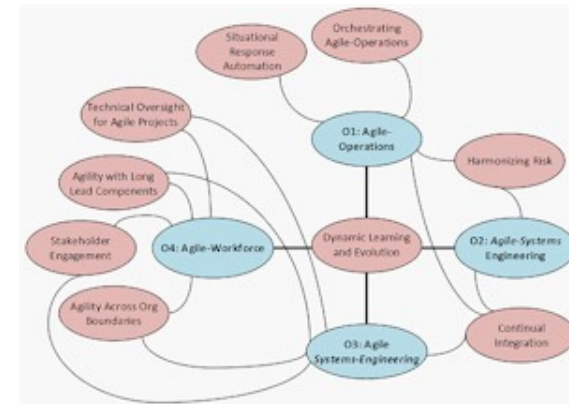 Situational
Response
Automation
Orchestrating
Agile-Operations
Technical Oversight
for Agile Projects
O1: Agile-
Operations
Agility with Long
Lead Components
Harmonizing Risk
Stakeholder
Engagement
O4: Agile-Workforce
Dynamic Learning
and Evolution
O2: Agile-Systems
Engineering
Agility Across Org
Boundaries
O3: Agile
Systems-Engineering
Continual
Integration